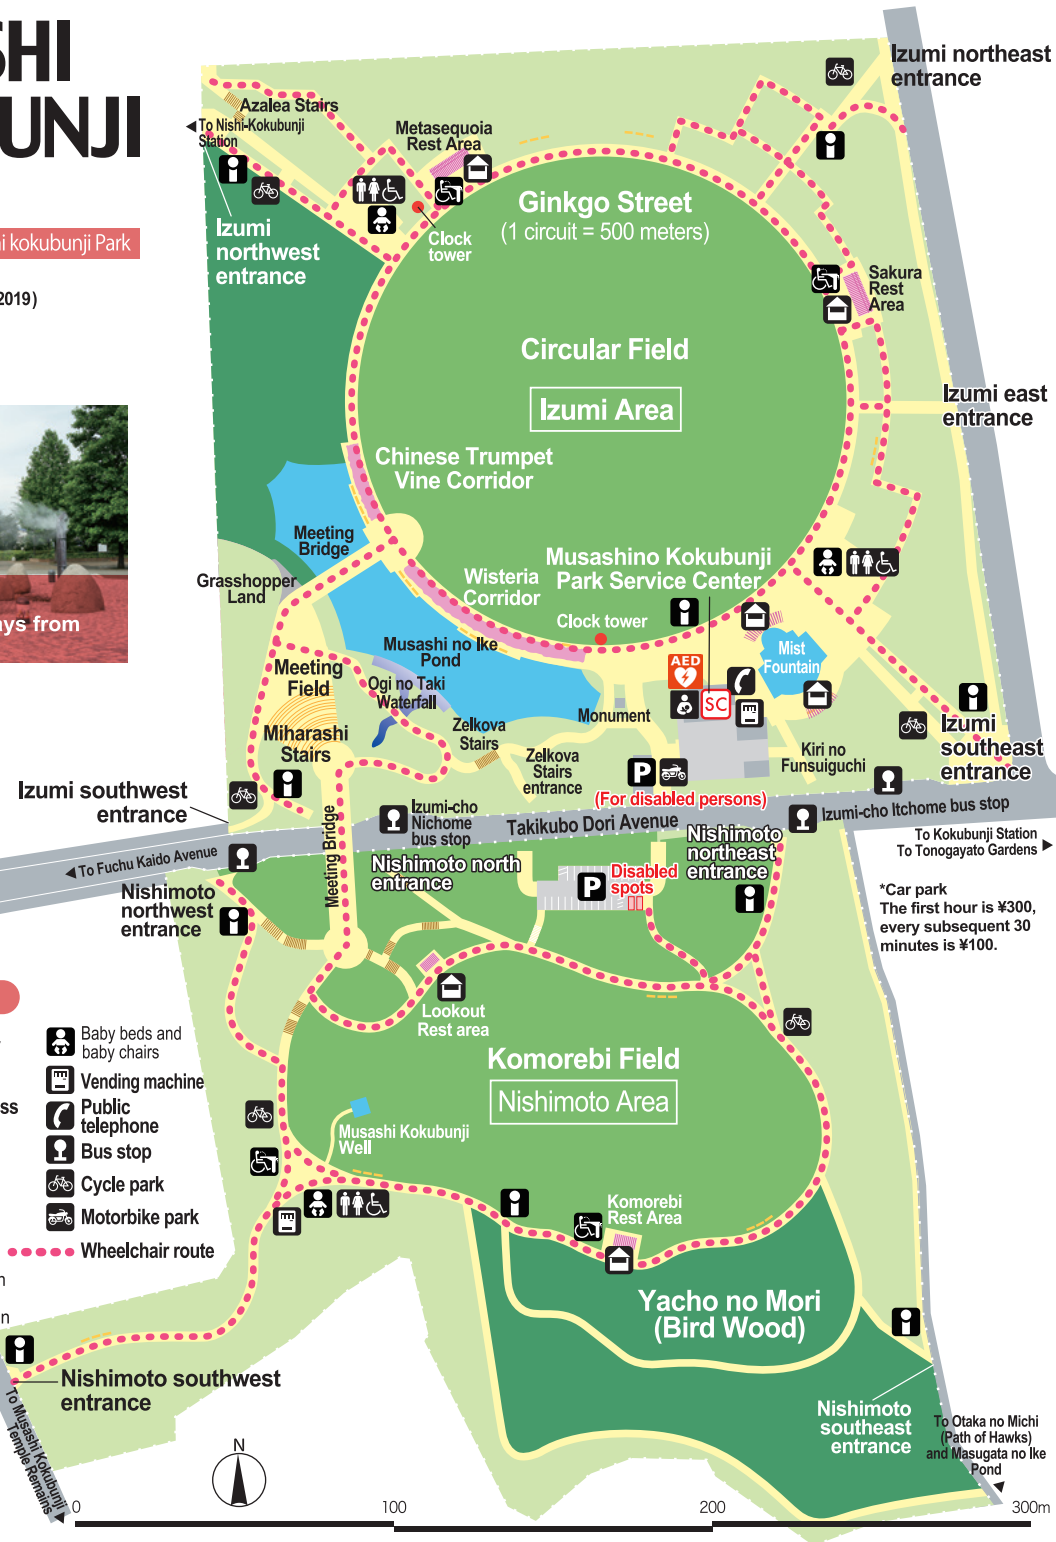 SHI
UNJI
ni kokubunji Park
2019)
ays from
Izumi northeast
entrance
Azalea Stairs
To Nishi-Kokubunji
Station
Metasequoia
Rest Area
Ginkgo Street
(1 circuit = 500 meters)
Clock
tower
Izumi
northwest
entrance
Sakura
Rest
Area
Circular Field
Izumi Area
Izumi east
entrance
Chinese Trumpet
Vine Corridor
Meeting
Bridge
Musashino Kokubunji
Park Service Center
Grasshopper
Land
Wisteria
Corridor
Clock tower
Musashi no Ike
Pond
Mist
Fountain
Meeting
Field
Ogi no Taki
Waterfall
AED
SC
Monument
Miharashi
Stairs
Zelkova
Stairs
Zelkova
Stairs
entrance
Kiri no
Funsuiguchi
Izumi
southeast
entrance
P
(For disabled persons)
Izumi southwest
entrance
Izumi-cho
Nichome
bus stop
Takikubo Dori Avenue
Izumi-cho Itchome bus stop
To Kokubunji Station
To Tonogayato Gardens
Meeting Bridge
To Fuchu Kaido Avenue
Nishimoto north
entrance
Nishimoto
northeast
entrance
Disabled
spots
P
Nishimoto
northwest
entrance
*Car park
The first hour is ¥300,
every subsequent 30
minutes is ¥100.
Lookout
Rest area
Komorebi Field
Nishimoto Area
Musashi Kokubunji
Well
Baby beds and
baby chairs
Vending machine
ss
Public
telephone
Bus stop
Cycle park
Motorbike park
Wheelchair route
n
n
Komorebi
Rest Area
Yacho no Mori
(Bird Wood)
Nishimoto southwest
entrance
To Musashi Kokubunji
Temple Remains
Nishimoto
southeast
entrance
To Otaka no Michi
(Path of Hawks)
and Masugata no Ike
Pond
N
0 100 200 300m